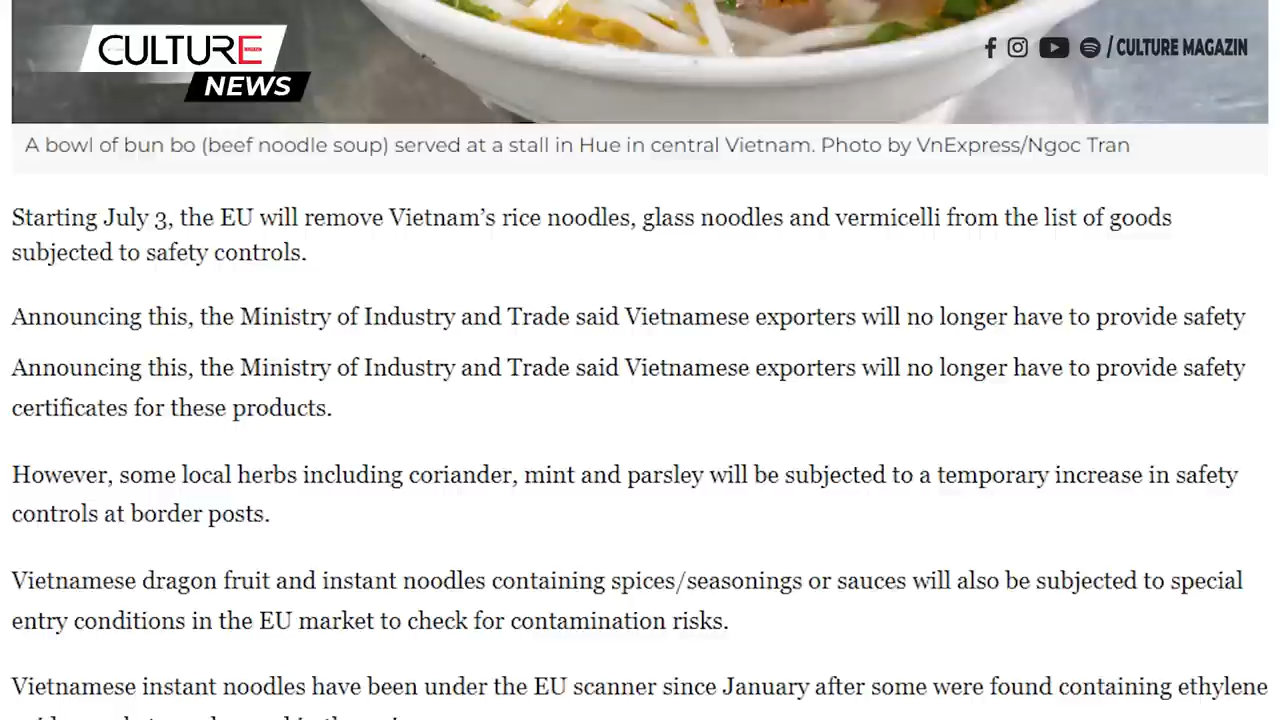 CULTURE
NEWS
/ CULTURE MAGAZIN
A bowl of bun bo (beef noodle soup) served at a stall in Hue in central Vietnam. Photo by VnExpress/Ngoc Tran
Starting July 3, the EU will remove Vietnam’s rice noodles, glass noodles and vermicelli from the list of goods
subjected to safety controls.
Announcing this, the Ministry of Industry and Trade said Vietnamese exporters will no longer have to provide safety
Announcing this, the Ministry of Industry and Trade said Vietnamese exporters will no longer have to provide safety
certificates for these products.
However, some local herbs including coriander, mint and parsley will be subjected to a temporary increase in safety
controls at border posts.
Vietnamese dragon fruit and instant noodles containing spices/seasonings or sauces will also be subjected to special
entry conditions in the EU market to check for contamination risks.
Vietnamese instant noodles have been under the EU scanner since January after some were found containing ethylene